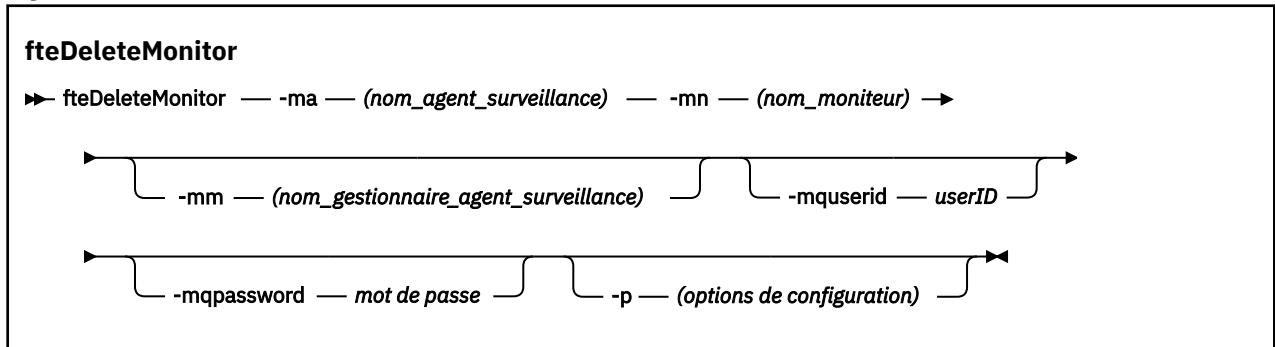 fteDeleteMonitor
fteDeleteMonitor -ma (nom_agent_surveillance) -mn (nom_moniteur)
-mm (nom_gestionnaire_agent_surveillance) -mquserid userID
-mqpassword mot de passe -p (options de configuration)